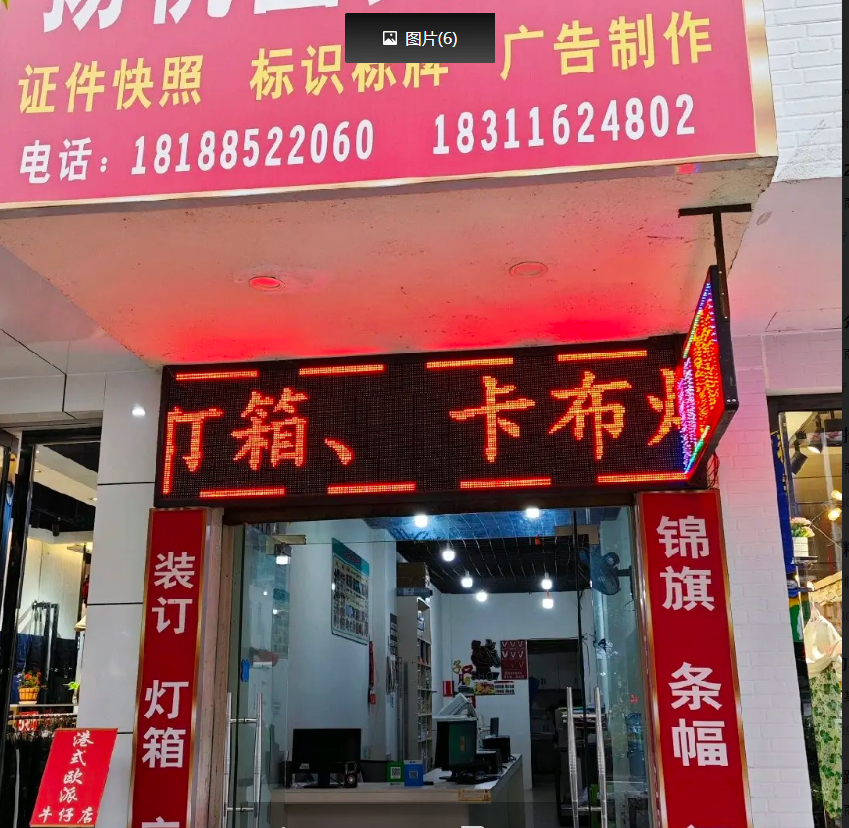 图片(6)
证件快照 标识标牌 广告制作
电话：18188522060 18311624802
灯箱、 卡布
装订
灯箱
锦旗
条幅
港式欧派
牛仔店